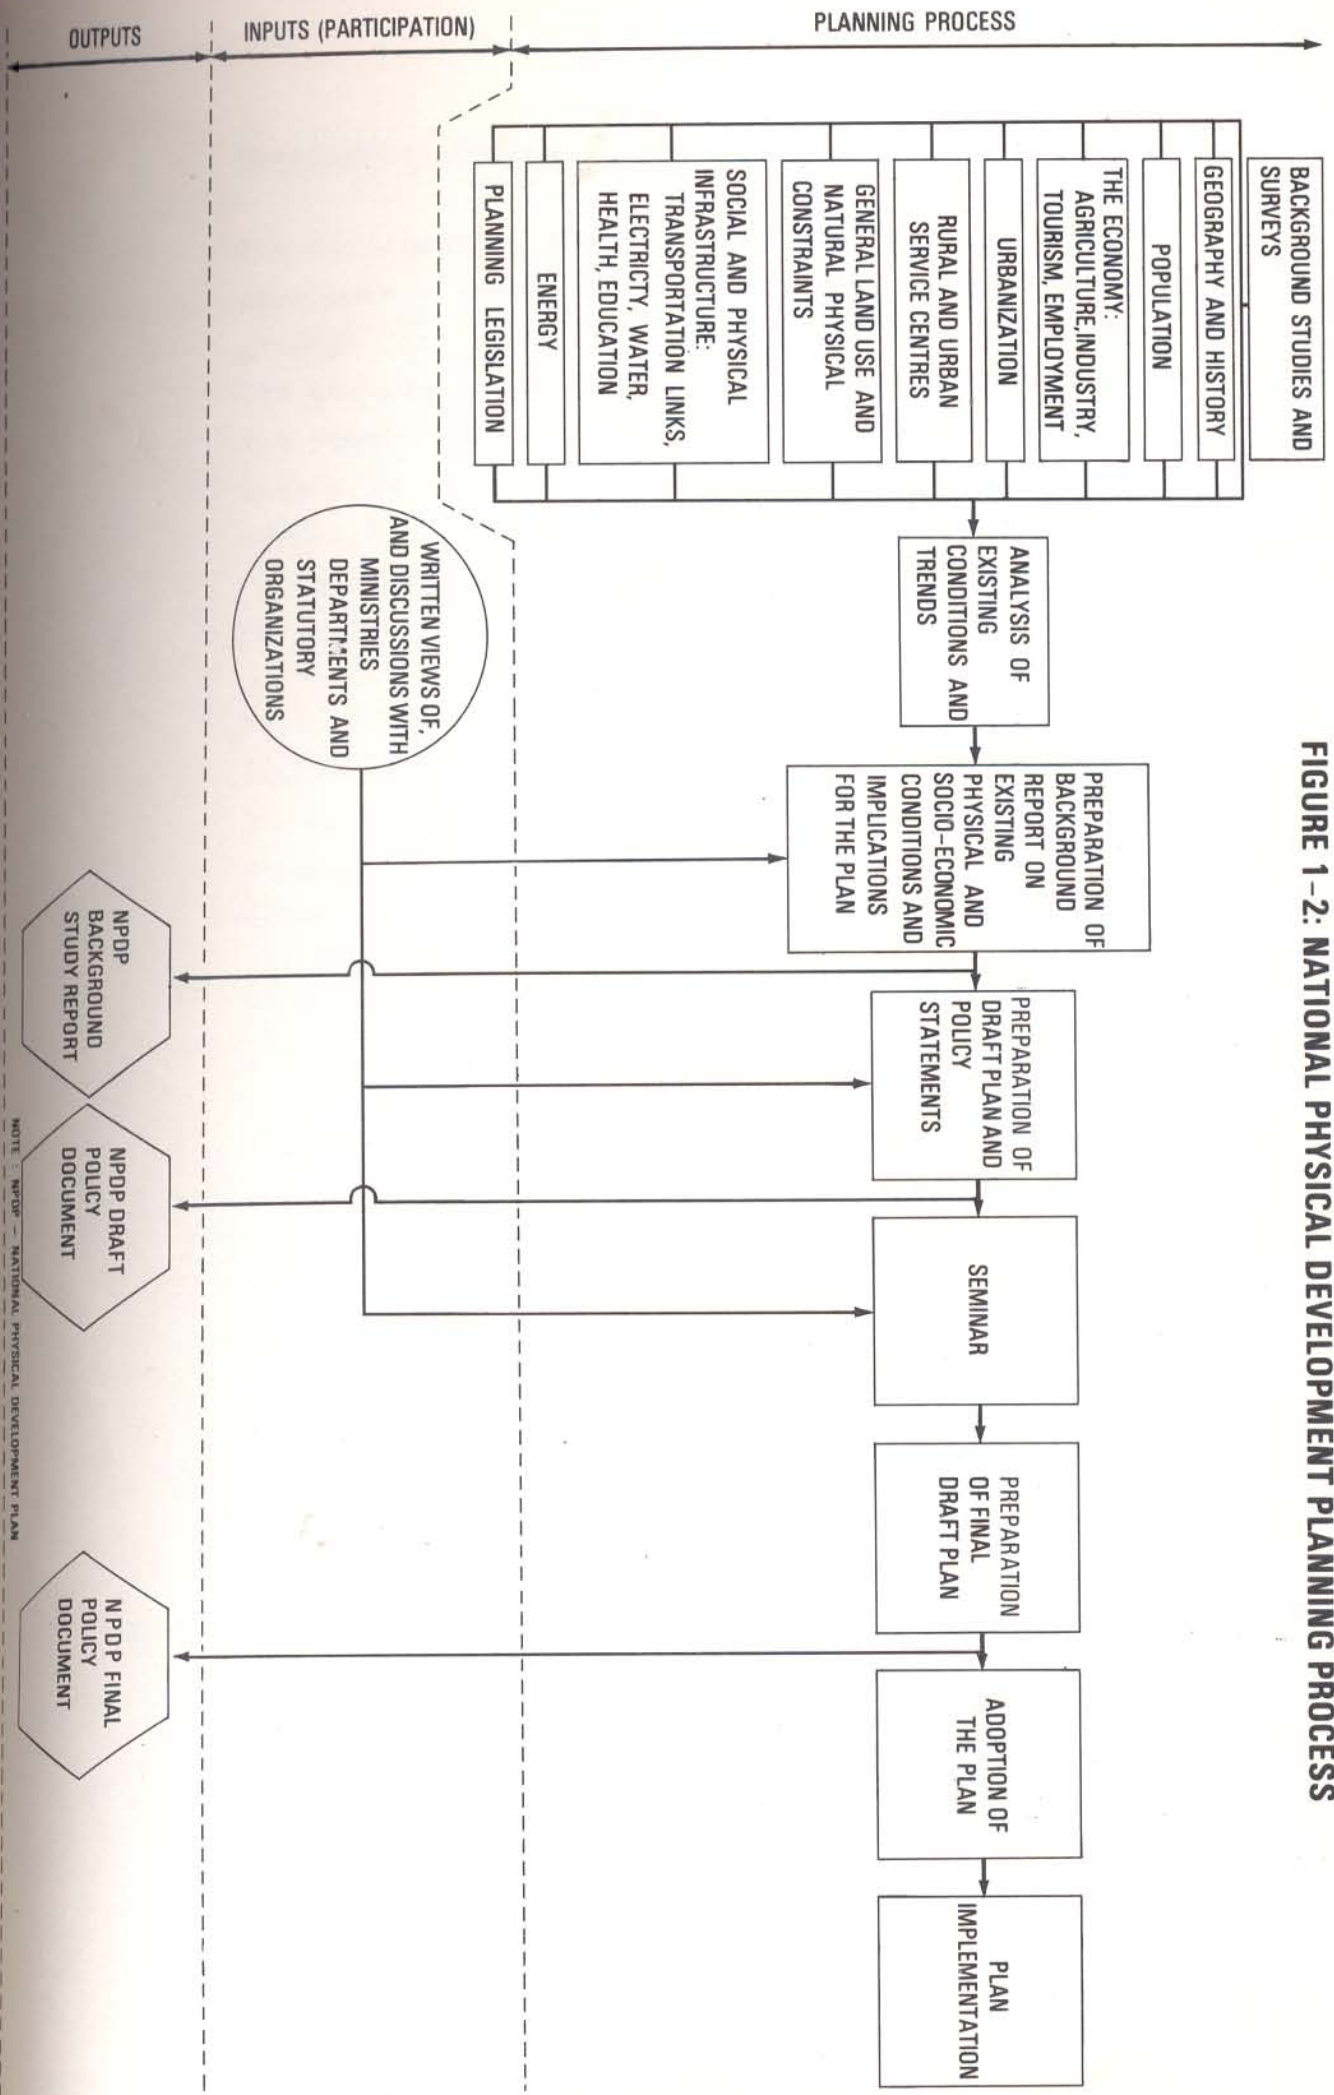 FIGURE 1-2: NATIONAL PHYSICAL DEVELOPMENT PLANNING PROCESS
PLANNING PROCESS
INPUTS (PARTICIPATION)
OUTPUTS
BACKGROUND STUDIES AND
SURVEYS
GEOGRAPHY AND HISTORY
POPULATION
THE ECONOMY:
AGRICULTURE,INDUSTRY,
TOURISM, EMPLOYMENT
URBANIZATION
RURAL AND URBAN
SERVICE CENTRES
GENERAL LAND USE AND
NATURAL PHYSICAL
CONSTRAINTS
SOCIAL AND PHYSICAL
INFRASTRUCTURE:
TRANSPORTATION LINKS,
ELECTRICITY, WATER,
HEALTH, EDUCATION
ENERGY
PLANNING LEGISLATION
ANALYSIS OF
EXISTING
CONDITIONS AND
TRENDS
PREPARATION OF
BACKGROUND
REPORT ON
EXISTING
PHYSICAL AND
SOCIO-ECONOMIC
CONDITIONS AND
IMPLICATIONS
FOR THE PLAN
PREPARATION OF
DRAFT PLAN AND
POLICY
STATEMENTS
SEMINAR
PREPARATION
OF FINAL
DRAFT PLAN
ADOPTION OF
THE PLAN
PLAN
IMPLEMENTATION
WRITTEN VIEWS OF,
AND DISCUSSIONS WITH
MINISTRIES
DEPARTMENTS AND
STATUTORY
ORGANIZATIONS
NPDP
BACKGROUND
STUDY REPORT
NPDP DRAFT
POLICY
DOCUMENT
NPDP FINAL
POLICY
DOCUMENT
NOTE : NPDP – NATIONAL PHYSICAL DEVELOPMENT PLAN